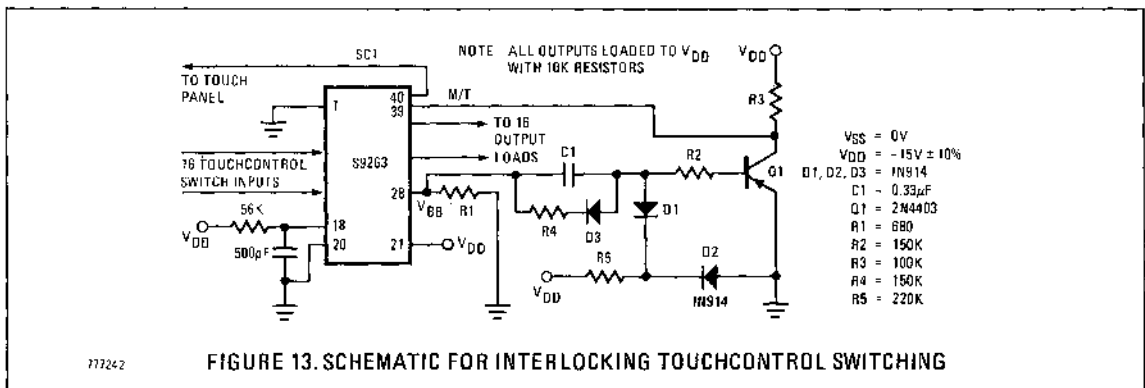 SC1
NOTE ALL OUTPUTS LOADED TO VDD
WITH 10K RESISTORS
VDD
TO TOUCH
PANEL
M/T
R3
T
40
39
TO 16
OUTPUT
LOADS
S9263
C1
R2
Q1
16 TOUCHCONTROL
SWITCH INPUTS
28
VBB
R1
R4
D3
D1
56K
VDD
18
500µF
20
21
VDD
R5
VDD
D2
IN914
VSS = 0V
VDD = -15V ± 10%
D1, D2, D3 = IN914
C1 - 0.33µF
Q1 = 2N4403
R1 = 680
R2 = 150K
R3 = 100K
R4 = 150K
R5 = 220K
777242
FIGURE 13. SCHEMATIC FOR INTERLOCKING TOUCHCONTROL SWITCHING